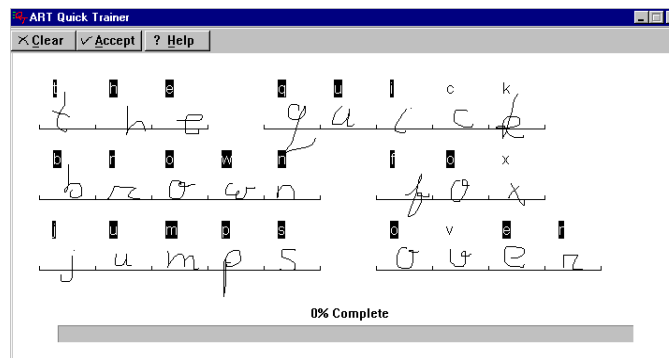 ART Quick Trainer
Clear Accept ? Help
t h e q u i c k
t h e q u i c k
b r o w n f o x
b r o w n f o x
j u m p s o v e r
j u m p s o v e r
0% Complete